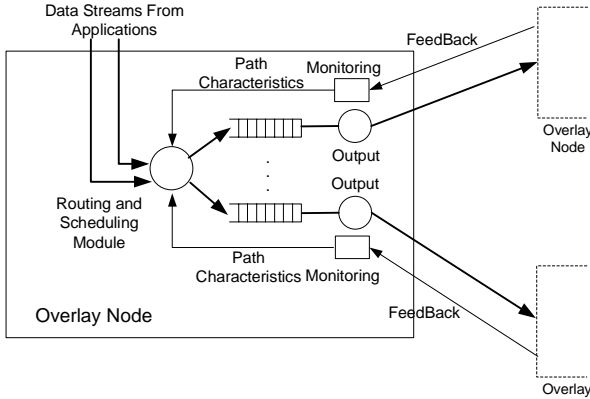 Data Streams From
Applications
FeedBack
Path
Characteristics
Monitoring
Overlay
Node
Output
Output
Routing and
Scheduling
Module
Path
Characteristics
Monitoring
Overlay Node
FeedBack
Overlay